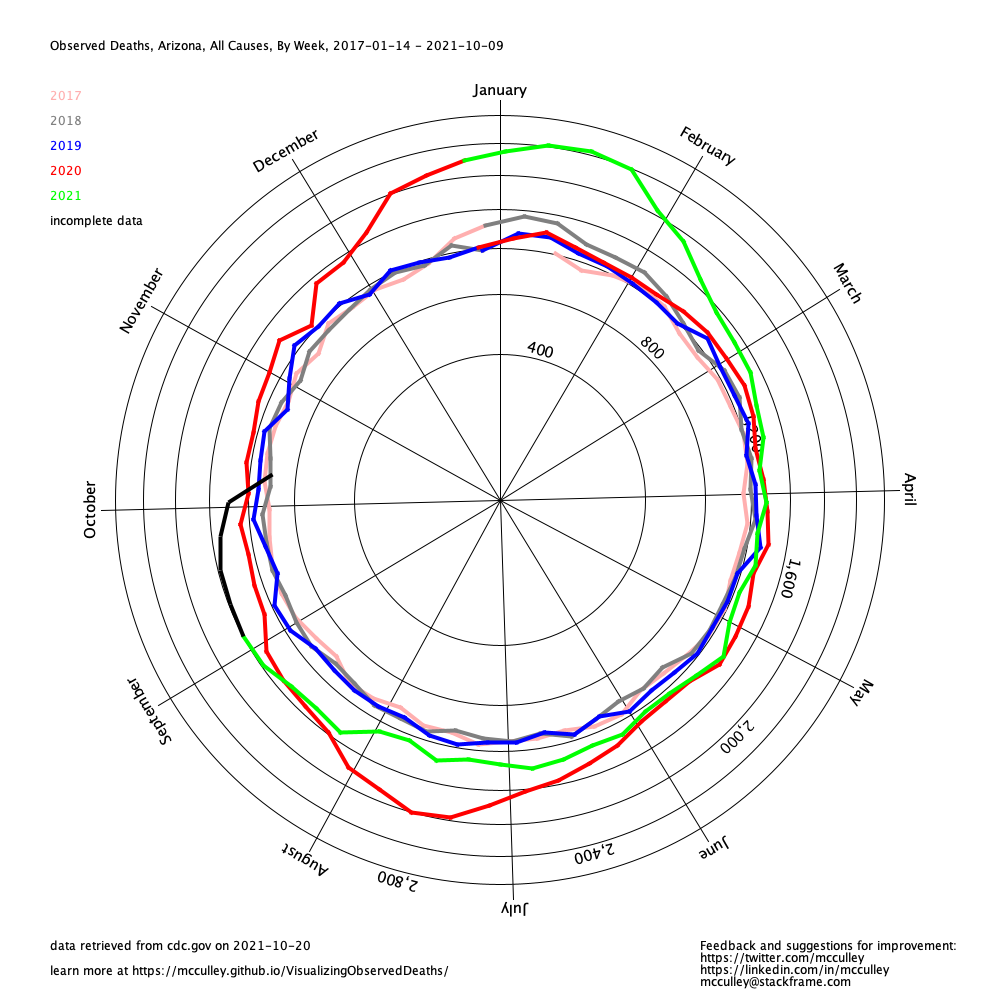 Observed Deaths, Arizona, All Causes, By Week, 2017-01-14 - 2021-10-09
2017
2018
2019
2020
2021
incomplete data
January
February
March
April
May
June
July
August
September
October
November
December
400
800
1,200
1,600
2,000
2,400
2,800
data retrieved from cdc.gov on 2021-10-20
learn more at https://mcculley.github.io/VisualizingObservedDeaths/
Feedback and suggestions for improvement:
https://twitter.com/mcculley
https://linkedin.com/in/mcculley
mcculley@stackframe.com